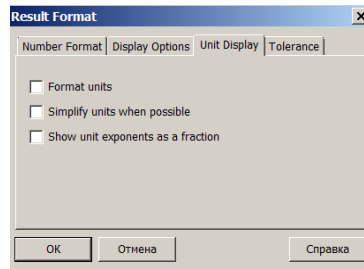 Result Format
Number Format Display Options Unit Display Tolerance
Format units
Simplify units when possible
Show unit exponents as a fraction
OK Отмена Справка